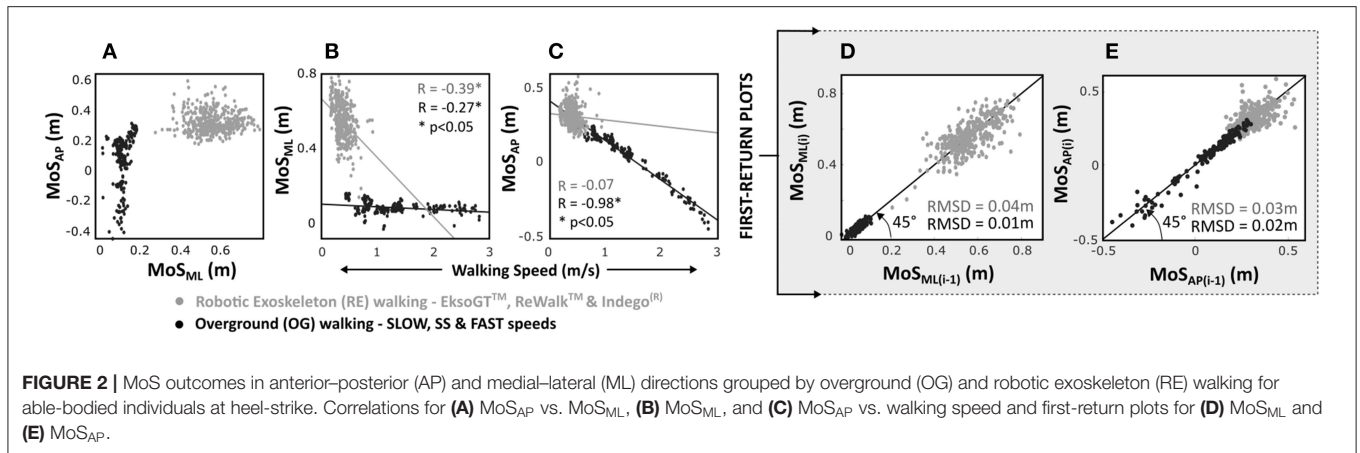 A
B
C
D
E
0.6
0.4
0.2
0
-0.2
-0.4
MoS_AP (m)
0 0.2 0.4 0.6
MoS_ML (m)
0.8
0.4
0
MoS_ML (m)
R = -0.39*
R = -0.27*
* p<0.05
0 1 2 3
0.5
0
-0.5
MoS_AP (m)
R = -0.07
R = -0.98*
* p<0.05
1 2 3
Walking Speed (m/s)
FIRST-RETURN PLOTS
0.8
0.4
0
MoS_ML(i) (m)
45°
RMSD = 0.04m
RMSD = 0.01m
0.2 0.4 0.6 0.8
MoS_ML(i-1) (m)
0.5
0
-0.5
MoS_AP(i) (m)
45°
RMSD = 0.03m
RMSD = 0.02m
0 0.5
MoS_AP(i-1) (m)
Robotic Exoskeleton (RE) walking - EksoGT™, ReWalk™ & Indego(R)
Overground (OG) walking - SLOW, SS & FAST speeds
FIGURE 2 | MoS outcomes in anterior–posterior (AP) and medial–lateral (ML) directions grouped by overground (OG) and robotic exoskeleton (RE) walking for
able-bodied individuals at heel-strike. Correlations for (A) MoS_AP vs. MoS_ML, (B) MoS_ML, and (C) MoS_AP vs. walking speed and first-return plots for (D) MoS_ML and
(E) MoS_AP.